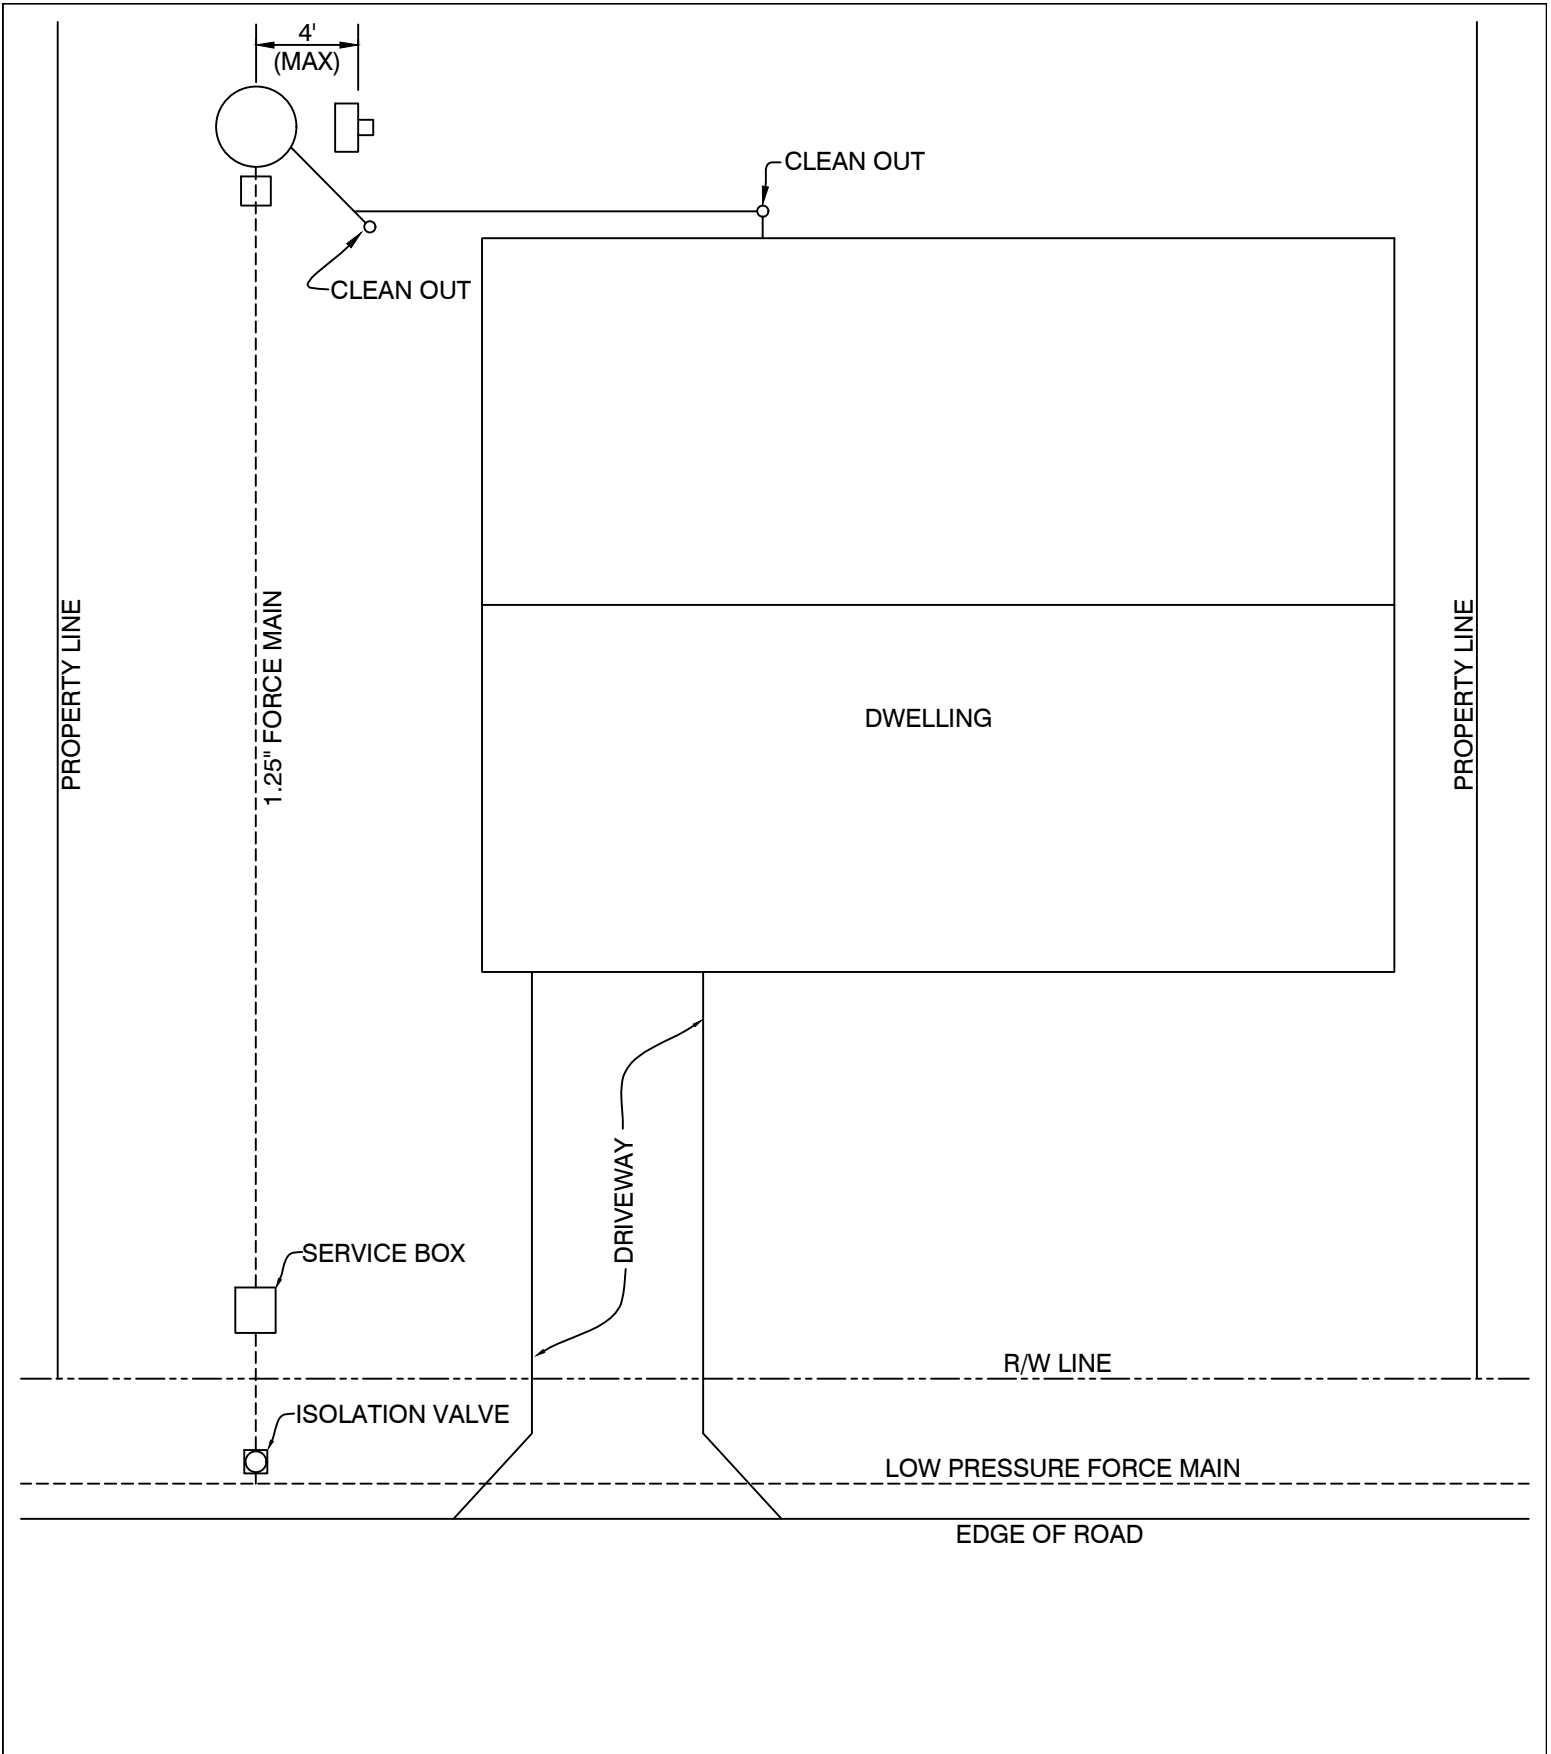 4'
(MAX)
CLEAN OUT
CLEAN OUT
PROPERTY LINE
1.25" FORCE MAIN
PROPERTY LINE
DWELLING
DRIVEWAY
SERVICE BOX
R/W LINE
ISOLATION VALVE
LOW PRESSURE FORCE MAIN
EDGE OF ROAD